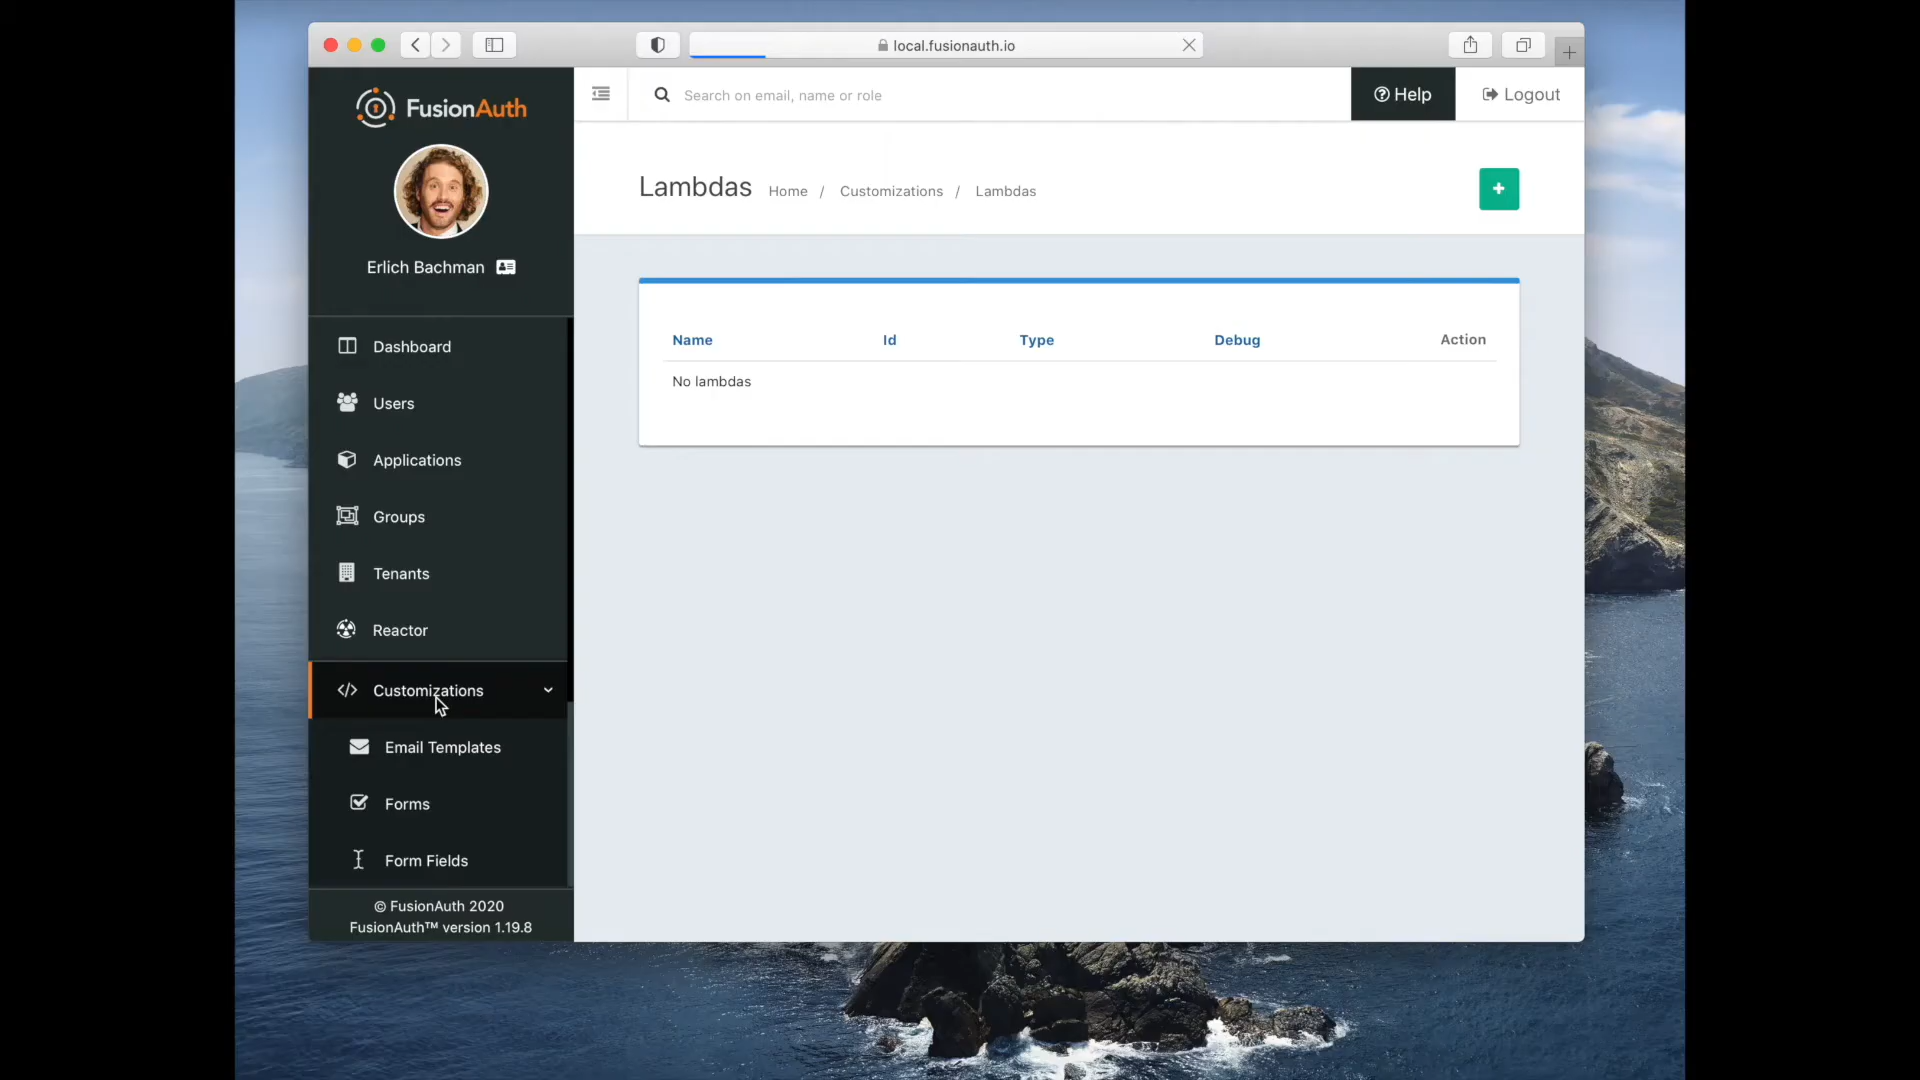 local.fusionauth.io
FusionAuth
Search on email, name or role
Help
Logout
Erlich Bachman
Lambdas
Home / Customizations / Lambdas
Name Id Type Debug Action
No lambdas
Dashboard
Users
Applications
Groups
Tenants
Reactor
Customizations
Email Templates
Forms
Form Fields
© FusionAuth 2020
FusionAuth™ version 1.19.8